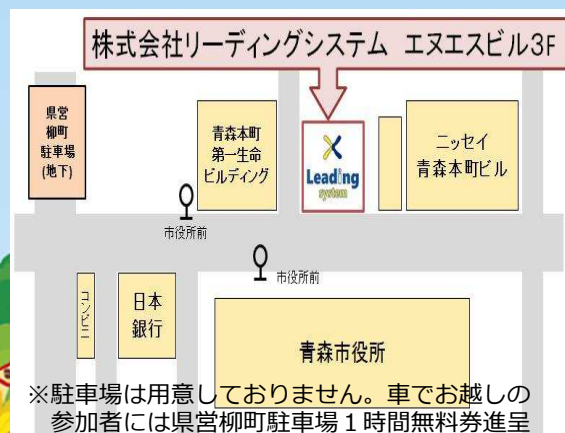 株式会社リーディングシステム エヌエスビル3F
県営
柳町
駐車場
(地下)
青森本町
第一生命
ビルディング
Leading
system
ニッセイ
青森本町ビル
市役所前
市役所前
コンビニ
日本
銀行
青森市役所
※駐車場は用意しておりません。車でお越しの
参加者には県営柳町駐車場1時間無料券進呈